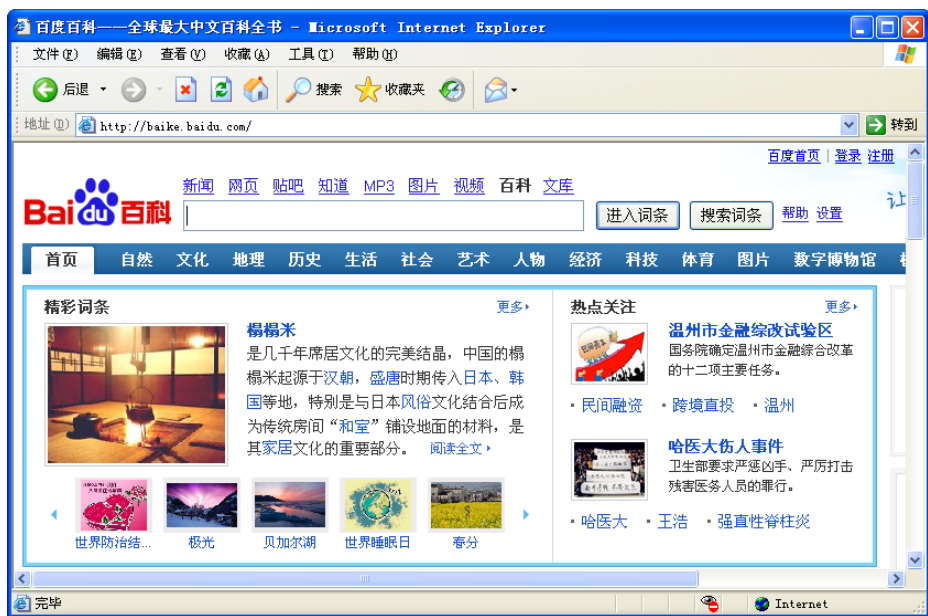 百度百科——全球最大中文百科全书 - Microsoft Internet Explorer
文件(F) 编辑(E) 查看(V) 收藏(A) 工具(T) 帮助(H)
后退 搜索 收藏夹
地址(D) http://baike.baidu.com/ 转到
百度首页 | 登录 注册
新闻 网页 贴吧 知道 MP3 图片 视频 百科 文库
Baidu百科 进入词条 搜索词条 帮助 设置
让
首页 自然 文化 地理 历史 生活 社会 艺术 人物 经济 科技 体育 图片 数字博物馆
精彩词条 更多
榻榻米
是几千年席居文化的完美结晶，中国的榻
榻米起源于汉朝，盛唐时期传入日本、韩
国等地，特别是与日本风俗文化结合后成
为传统房间“和室”铺设地面的材料，是
其家居文化的重要部分。 阅读全文
世界防治结... 极光 贝加尔湖 世界睡眠日 春分
热点关注 更多
温州市金融综改试验区
国务院确定温州市金融综合改革
的十二项主要任务。
·民间融资 ·跨境直投 ·温州
哈医大伤人事件
卫生部要求严惩凶手、严厉打击
残害医务人员的罪行。
·哈医大 ·王浩 ·强直性脊柱炎
完毕 Internet